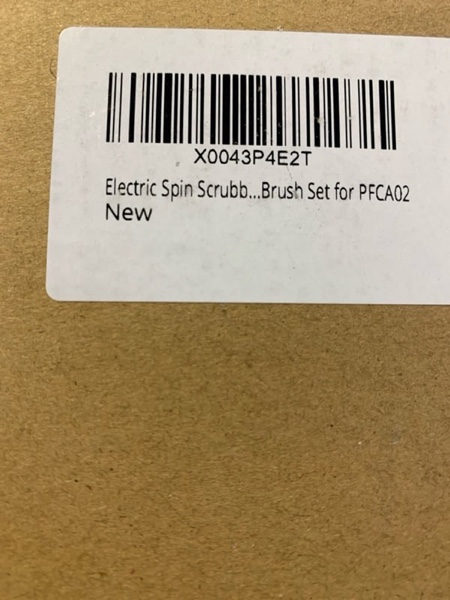 X0043P4E2T
Electric Spin Scrubb...Brush Set for PFCA02
New